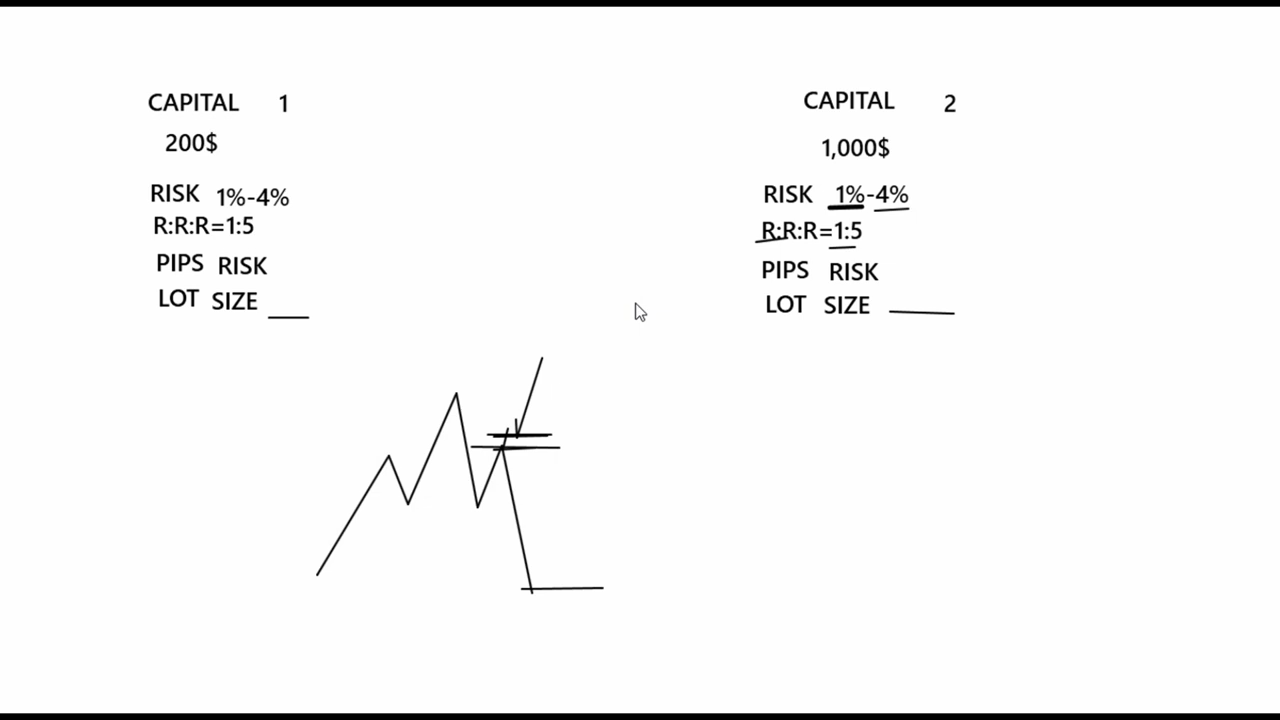 CAPITAL 1
200$
RISK 1%-4%
R:R:R=1:5
PIPS RISK
LOT SIZE
CAPITAL 2
1,000$
RISK 1%-4%
R:R:R=1:5
PIPS RISK
LOT SIZE